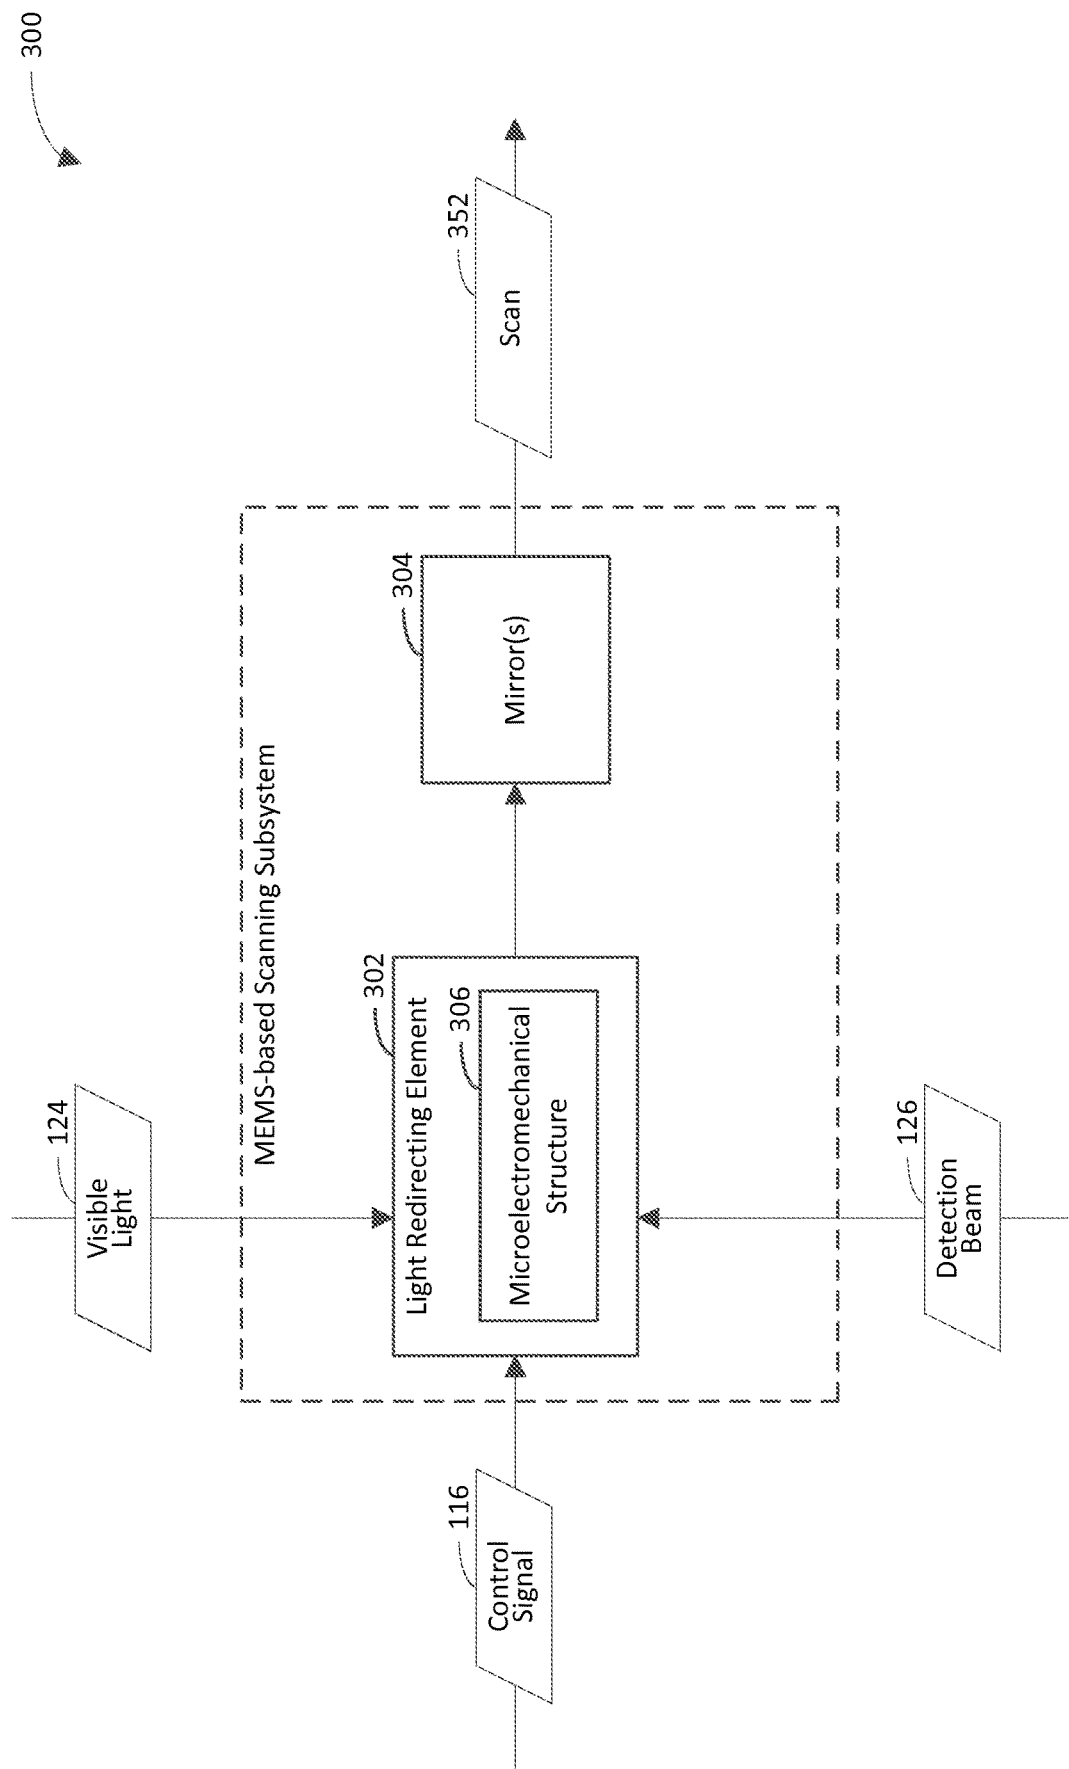 300
124
Visible
Light
MEMS-based Scanning Subsystem
116
Control
Signal
302
Light Redirecting Element
306
Microelectromechanical
Structure
304
Mirror(s)
352
Scan
126
Detection
Beam